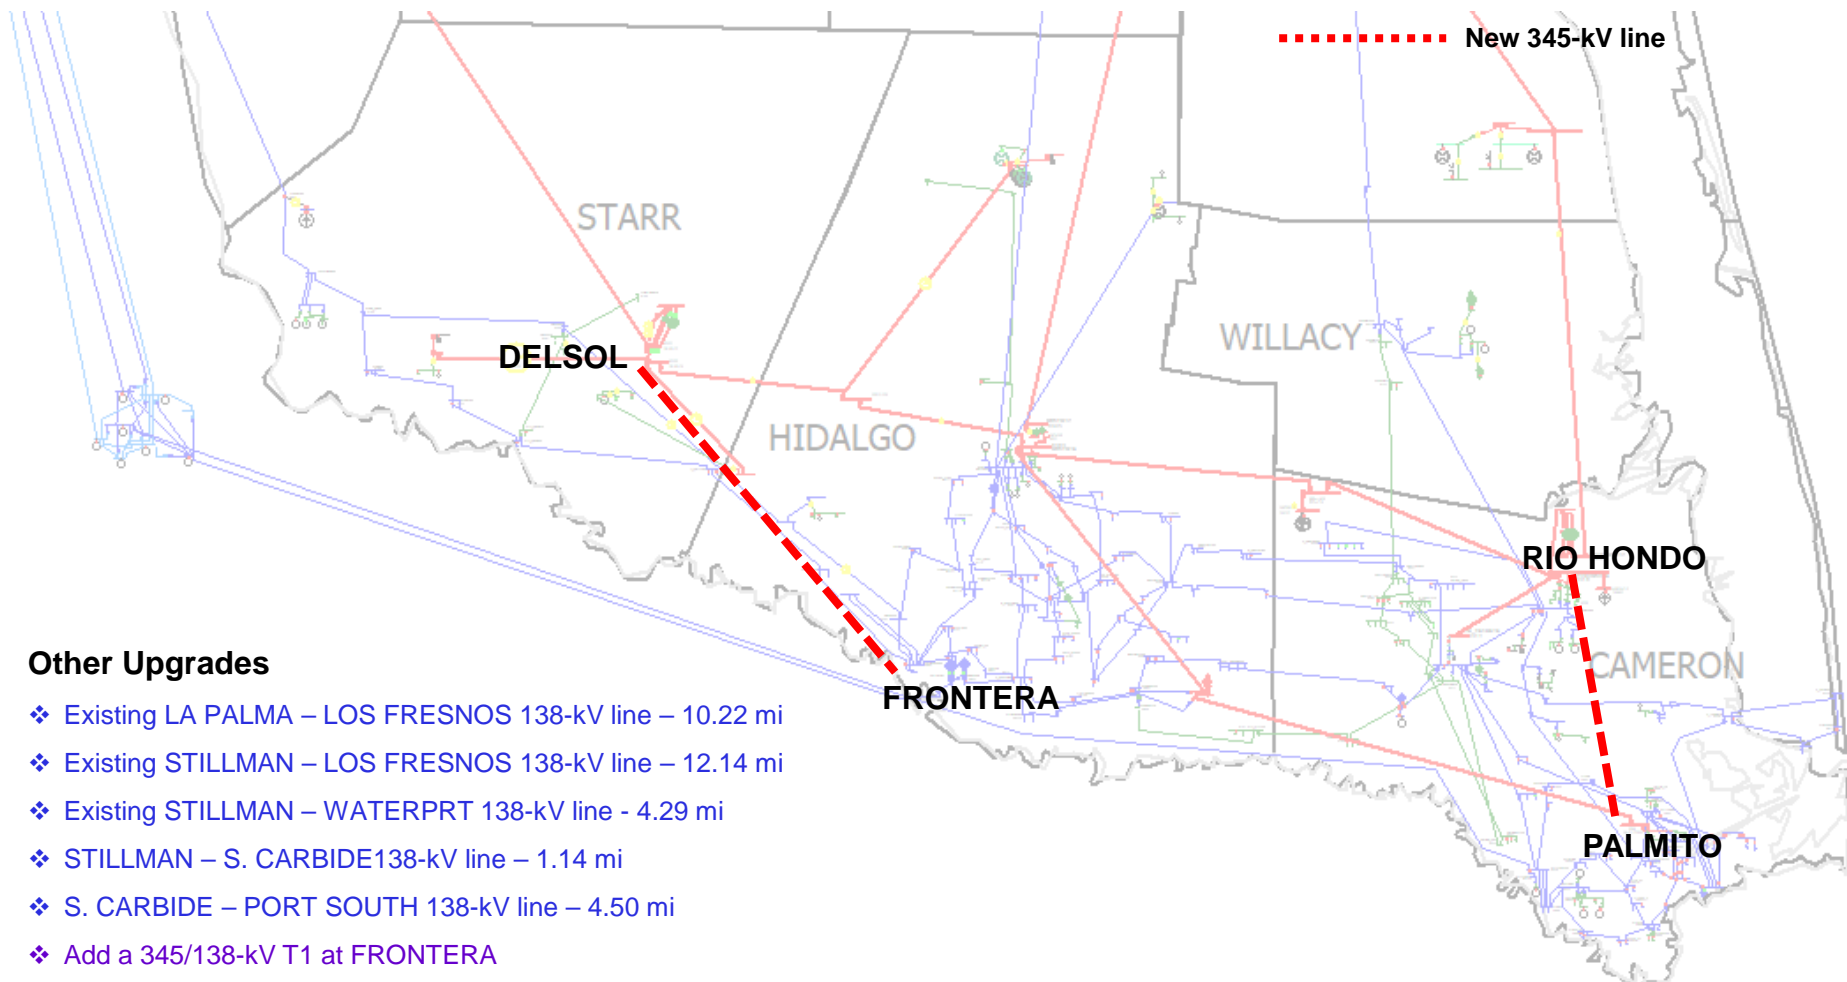 New 345-kV line
STARR
WILLACY
DELSOL
HIDALGO
RIO HONDO
CAMERON
FRONTERA
PALMITO
Other Upgrades
❖ Existing LA PALMA – LOS FRESNOS 138-kV line – 10.22 mi
❖ Existing STILLMAN – LOS FRESNOS 138-kV line – 12.14 mi
❖ Existing STILLMAN – WATERPRT 138-kV line - 4.29 mi
❖ STILLMAN – S. CARBIDE138-kV line – 1.14 mi
❖ S. CARBIDE – PORT SOUTH 138-kV line – 4.50 mi
❖ Add a 345/138-kV T1 at FRONTERA